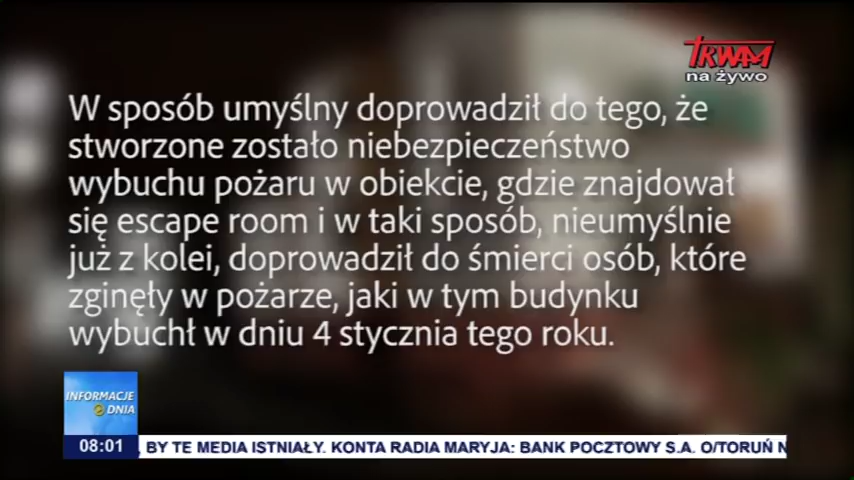 TRWAM
na żywo
W sposób umyślny doprowadził do tego, że
stworzone zostało niebezpieczeństwo
wybuchu pożaru w obiekcie, gdzie znajdował
się escape room i w taki sposób, nieumyślnie
już z kolei, doprowadził do śmierci osób, które
zginęły w pożarze, jaki w tym budynku
wybuchł w dniu 4 stycznia tego roku.
INFORMACJE
DNIA
08:01 , BY TE MEDIA ISTNIAŁY. KONTA RADIA MARYJA: BANK POCZTOWY S.A. O/TORUŃ N